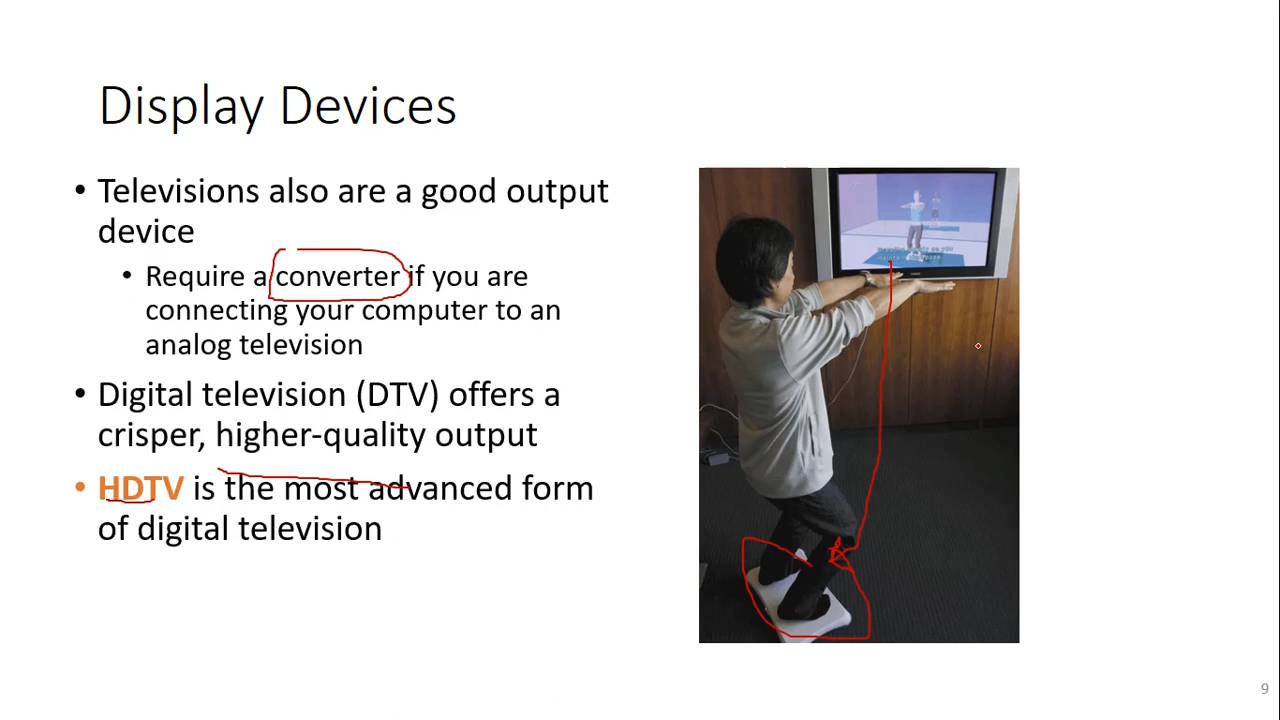 Display Devices
• Televisions also are a good output
device
• Require a converter if you are
connecting your computer to an
analog television
• Digital television (DTV) offers a
crisper, higher-quality output
• HDTV is the most advanced form
of digital television
9